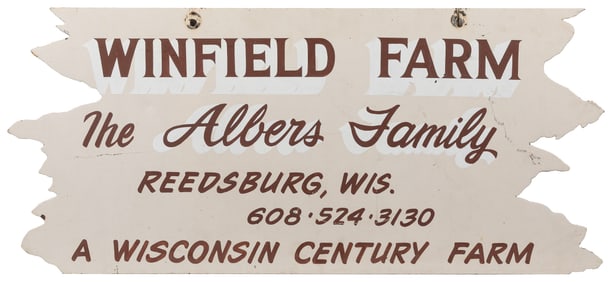 WINFIELD FARM
The Albers Family
REEDSBURG, WIS.
608·524·3130
A WISCONSIN CENTURY FARM